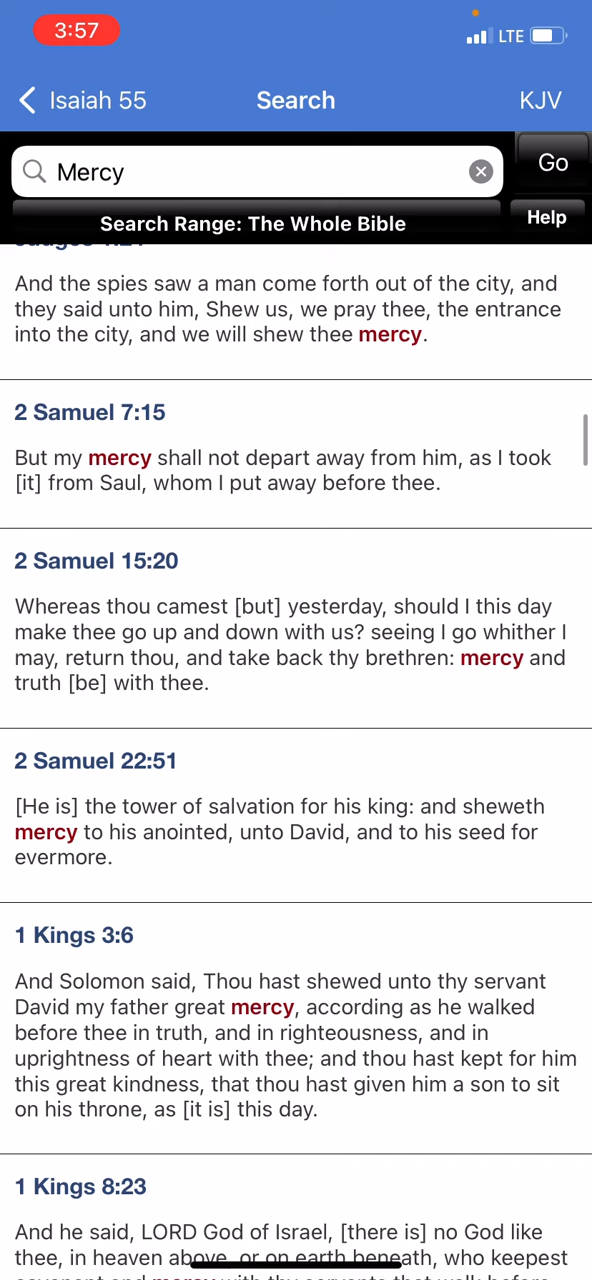 3:57
LTE
Isaiah 55
Search
KJV
Mercy
Go
Search Range: The Whole Bible
Help
And the spies saw a man come forth out of the city, and
they said unto him, Shew us, we pray thee, the entrance
into the city, and we will shew thee mercy.
2 Samuel 7:15
But my mercy shall not depart away from him, as I took
[it] from Saul, whom I put away before thee.
2 Samuel 15:20
Whereas thou camest [but] yesterday, should I this day
make thee go up and down with us? seeing I go whither I
may, return thou, and take back thy brethren: mercy and
truth [be] with thee.
2 Samuel 22:51
[He is] the tower of salvation for his king: and sheweth
mercy to his anointed, unto David, and to his seed for
evermore.
1 Kings 3:6
And Solomon said, Thou hast shewed unto thy servant
David my father great mercy, according as he walked
before thee in truth, and in righteousness, and in
uprightness of heart with thee; and thou hast kept for him
this great kindness, that thou hast given him a son to sit
on his throne, as [it is] this day.
1 Kings 8:23
And he said, LORD God of Israel, [there is] no God like
thee, in heaven above, or on earth beneath, who keepest